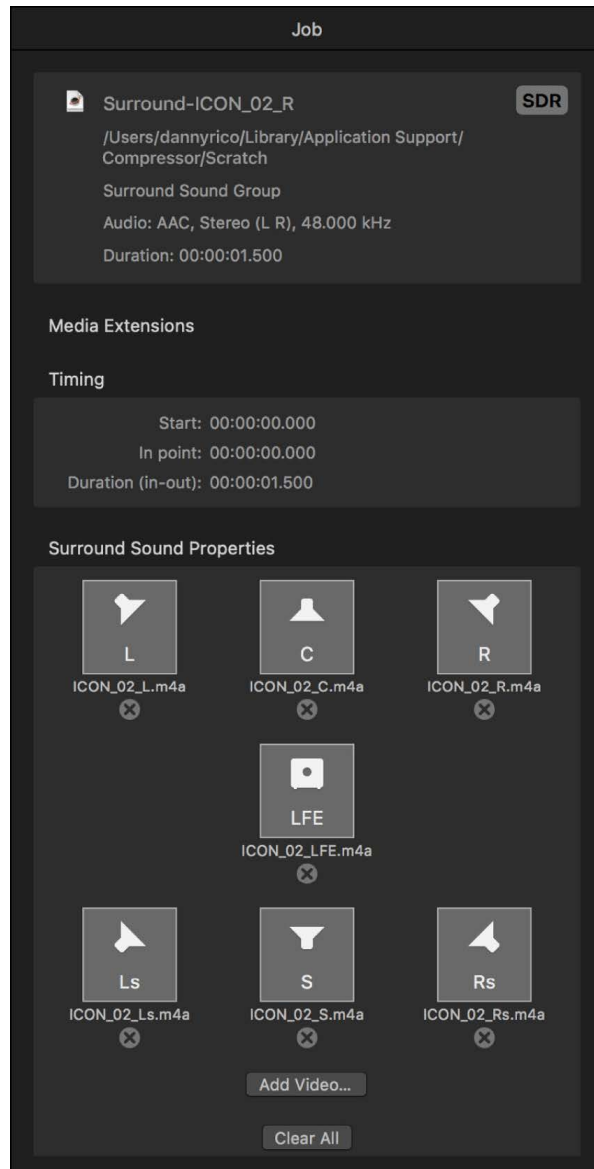 Job
Surround-ICON_02_R
SDR
/Users/dannyrico/Library/Application Support/
Compressor/Scratch
Surround Sound Group
Audio: AAC, Stereo (L R), 48.000 kHz
Duration: 00:00:01.500
Media Extensions
Timing
Start: 00:00:00.000
In point: 00:00:00.000
Duration (in-out): 00:00:01.500
Surround Sound Properties
L C R
ICON_02_L.m4a ICON_02_C.m4a ICON_02_R.m4a
LFE
ICON_02_LFE.m4a
Ls S Rs
ICON_02_Ls.m4a ICON_02_S.m4a ICON_02_Rs.m4a
Add Video...
Clear All